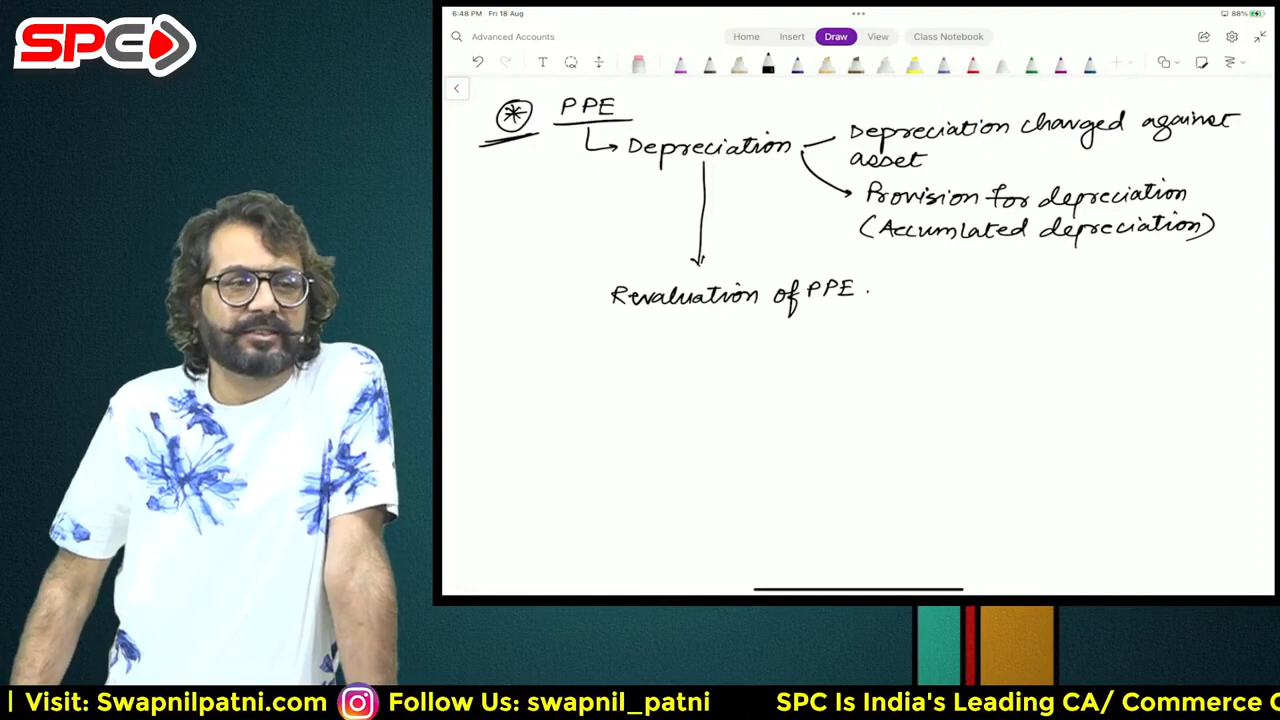 SPC
6:48 PM Fri 18 Aug
88%
Advanced Accounts
Home Insert Draw View Class Notebook
PPE
Depreciation
Depreciation charged against
asset
Provision for depreciation
(Accumlated depreciation)
Revaluation of PPE.
| Visit: Swapnilpatni.com Follow Us: swapnil_patni SPC Is India's Leading CA/ Commerce C